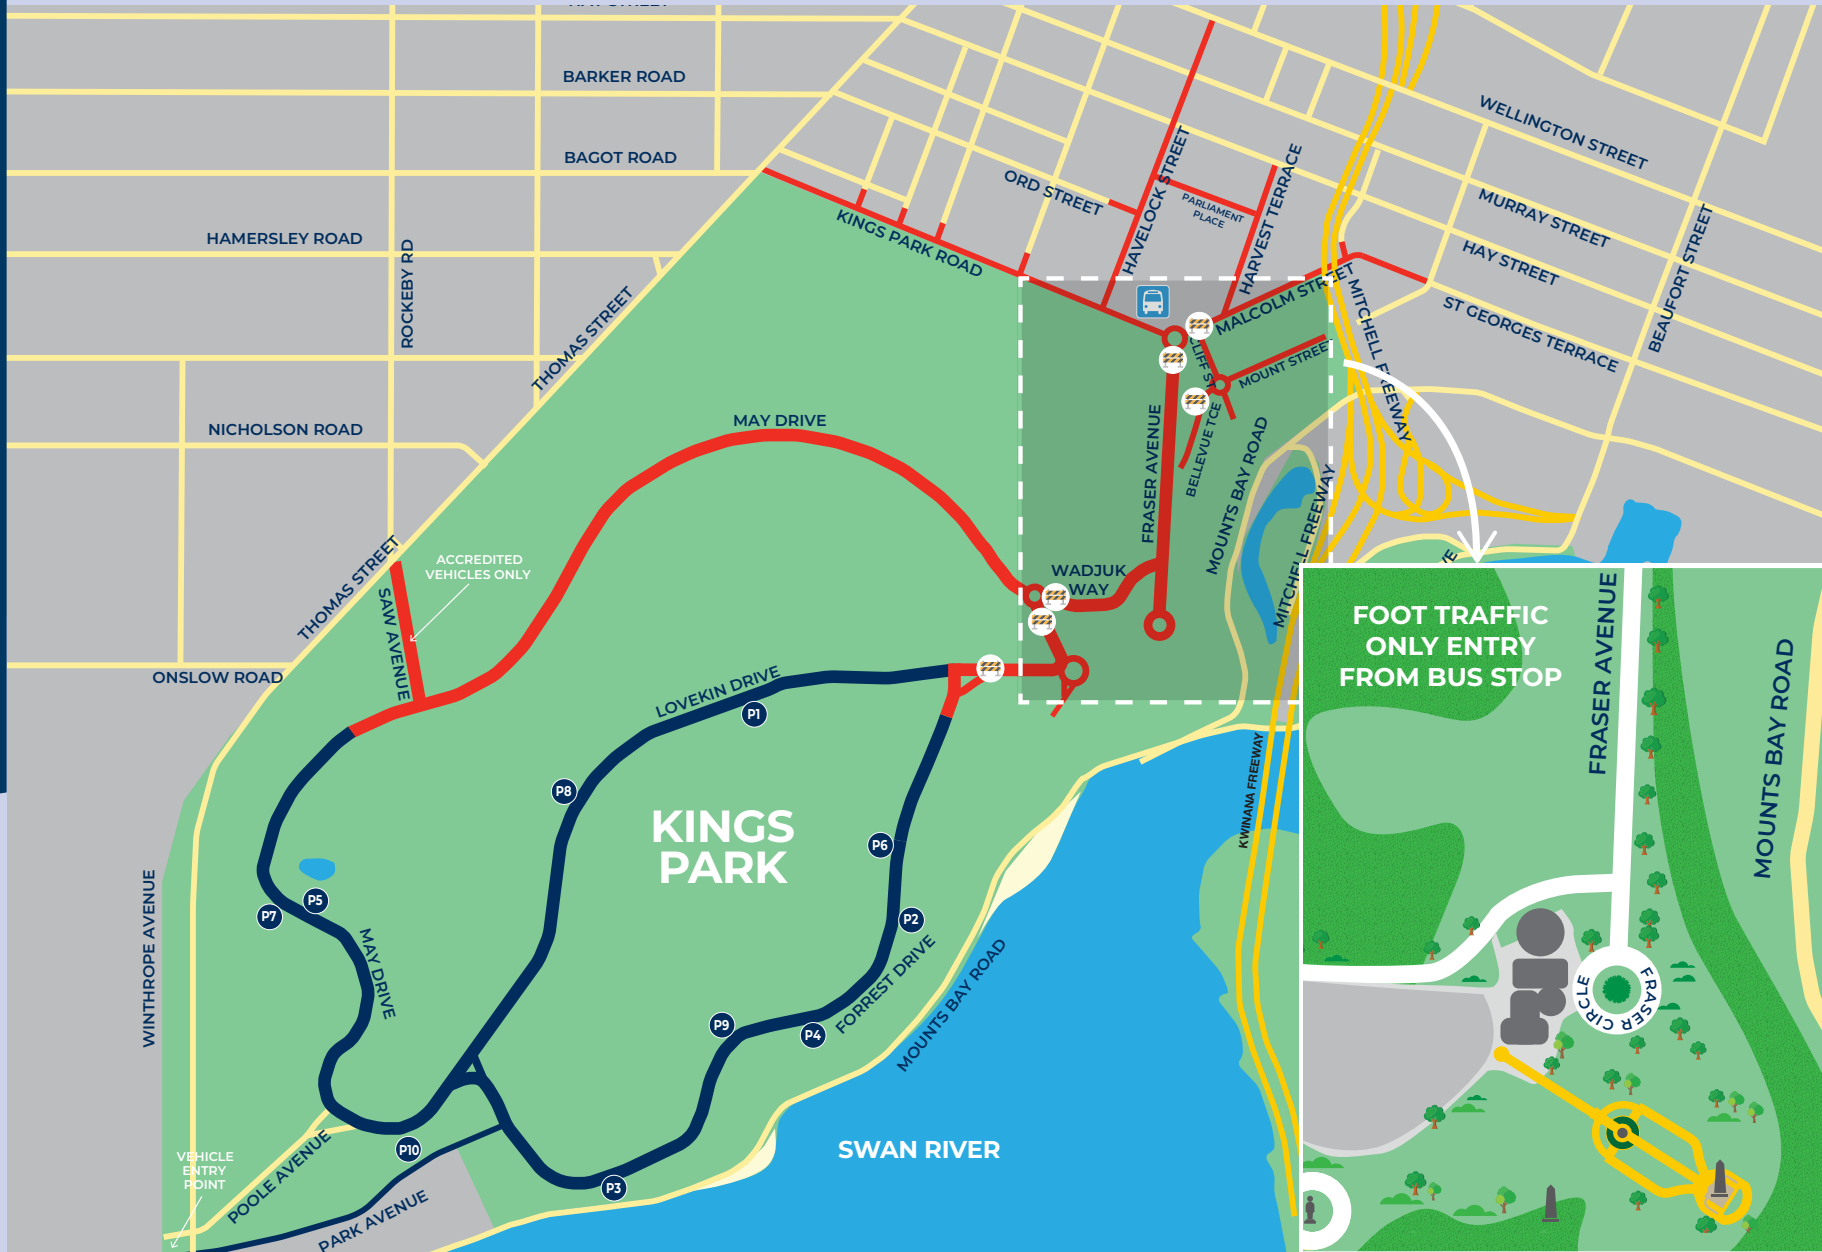 BARKER ROAD
BAGOT ROAD
HAMERSLEY ROAD
ROCKEBY RD
THOMAS STREET
NICHOLSON ROAD
MAY DRIVE
KINGS PARK ROAD
ORD STREET
HAVELOCK STREET
PARLIAMENT
PLACE
HARVEST TERRACE
WELLINGTON STREET
MURRAY STREET
HAY STREET
BEAUFORT STREET
ST GEORGES TERRACE
MALCOLM STREET
MITCHELL FREEWAY
CLIFF ST
MOUNT STREET
BELLEVUE TCE
FRASER AVENUE
MOUNTS BAY ROAD
MITCHELL FREEWAY
WADJUK
WAY
THOMAS STREET
ACCREDITED
VEHICLES ONLY
SAW AVENUE
ONSLOW ROAD
LOVEKIN DRIVE
P1
P8
KINGS
PARK
P6
P5
P7
P2
MAY DRIVE
WINTHROPE AVENUE
FORREST DRIVE
MOUNTS BAY ROAD
KWINANA FREEWAY
P9
P4
P10
P3
VEHICLE
ENTRY
POINT
POOLE AVENUE
PARK AVENUE
SWAN RIVER
VE
FOOT TRAFFIC
ONLY ENTRY
FROM BUS STOP
FRASER AVENUE
MOUNTS BAY ROAD
FRASER CIRCLE